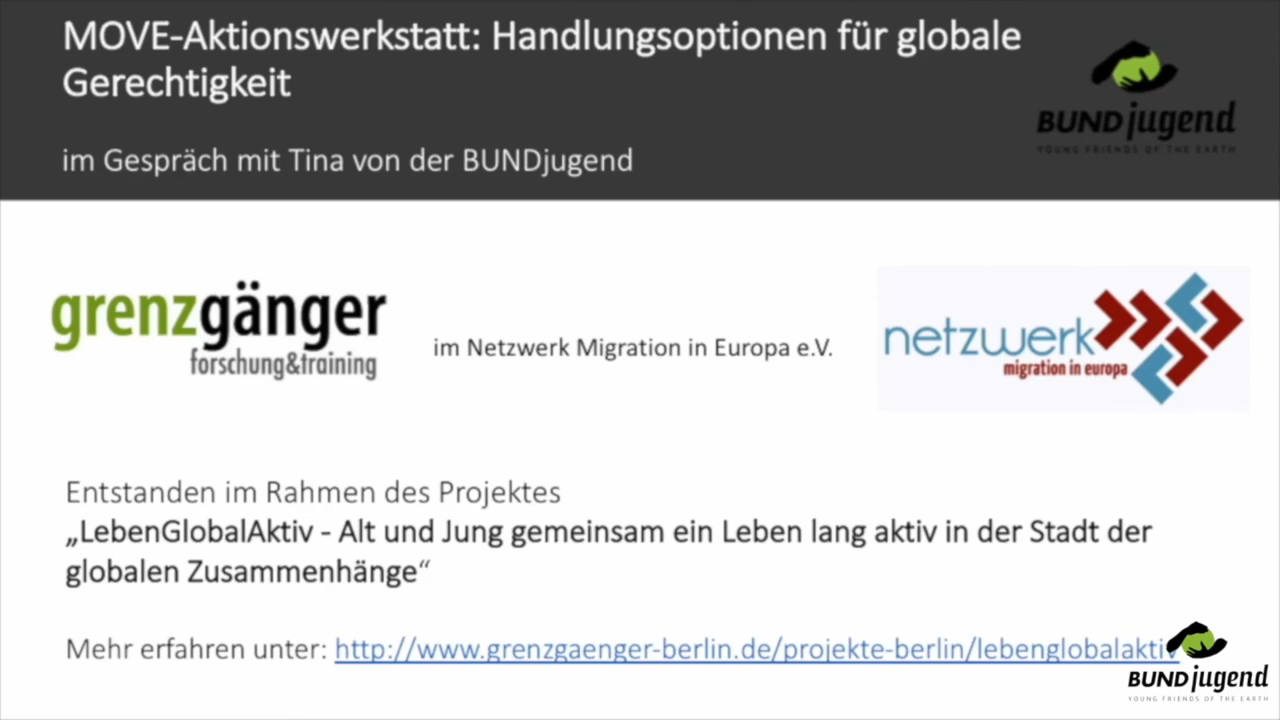 MOVE-Aktionswerkstatt: Handlungsoptionen für globale
Gerechtigkeit
im Gespräch mit Tina von der BUNDjugend
BUNDjugend
YOUNG FRIENDS OF THE EARTH
grenzgänger
forschung&training
im Netzwerk Migration in Europa e.V.
netzwerk
migration in europa
Entstanden im Rahmen des Projektes
„LebenGlobalAktiv - Alt und Jung gemeinsam ein Leben lang aktiv in der Stadt der
globalen Zusammenhänge“
Mehr erfahren unter: http://www.grenzgaenger-berlin.de/projekte-berlin/lebenglobalaktiv
BUNDjugend
YOUNG FRIENDS OF THE EARTH